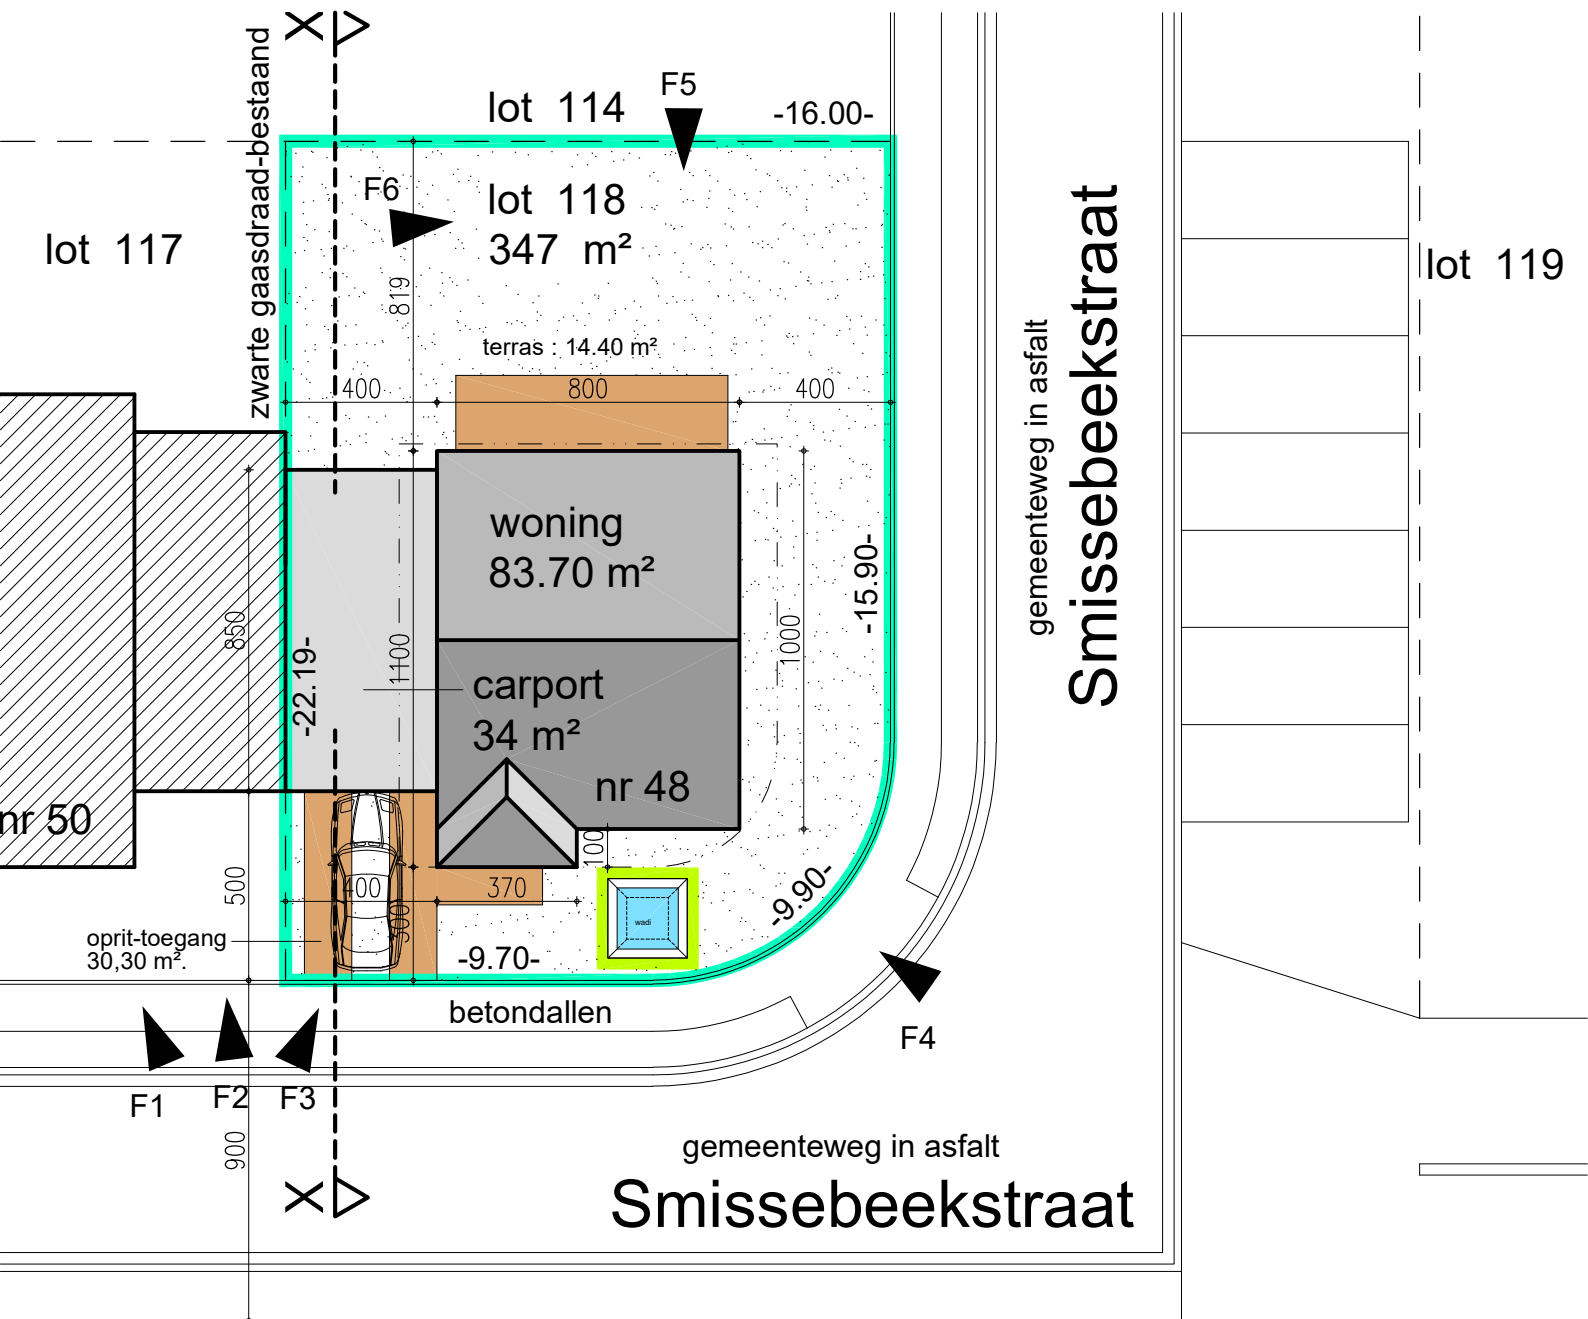 X
zwarte gaasdraad-bestaand
lot 114
F5
-16.00-
lot 117
F6
lot 118
347 m²
819
lot 119
Smissebeekstraat
gemeenteweg in asfalt
terras : 14.40 m²
400
800
400
woning
83.70 m²
-15.90-
850
-22.19-
1100
1000
carport
34 m²
nr 48
nr 50
100
500
400
370
300
wadi
-9.90-
oprit-toegang
30,30 m².
-9.70-
betondallen
F1
F2
F3
F4
900
gemeenteweg in asfalt
X
Smissebeekstraat